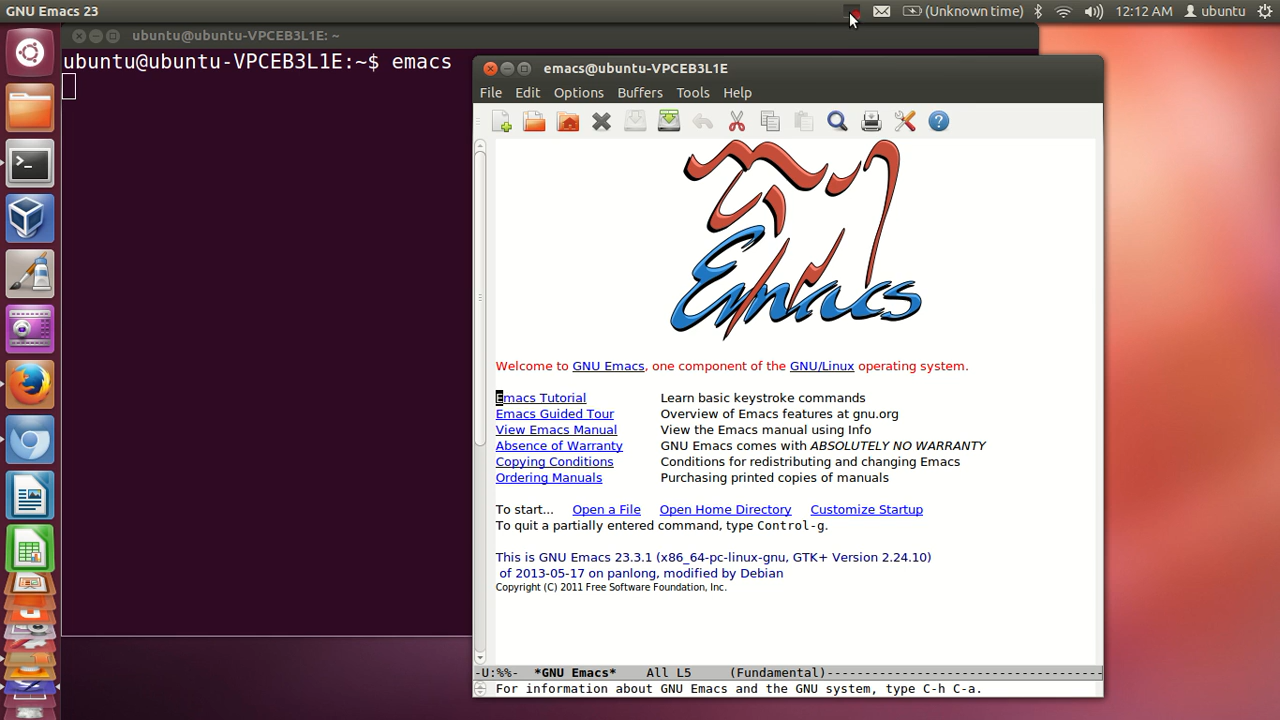 GNU Emacs 23
(Unknown time)
12:12 AM
ubuntu
ubuntu@ubuntu-VPCEB3L1E: ~
ubuntu@ubuntu-VPCEB3L1E:~$ emacs
emacs@ubuntu-VPCEB3L1E
File Edit Options Buffers Tools Help
Emacs
Welcome to GNU Emacs, one component of the GNU/Linux operating system.
Emacs Tutorial Learn basic keystroke commands
Emacs Guided Tour Overview of Emacs features at gnu.org
View Emacs Manual View the Emacs manual using Info
Absence of Warranty GNU Emacs comes with ABSOLUTELY NO WARRANTY
Copying Conditions Conditions for redistributing and changing Emacs
Ordering Manuals Purchasing printed copies of manuals
To start... Open a File Open Home Directory Customize Startup
To quit a partially entered command, type Control-g.
This is GNU Emacs 23.3.1 (x86_64-pc-linux-gnu, GTK+ Version 2.24.10)
of 2013-05-17 on panlong, modified by Debian
Copyright (C) 2011 Free Software Foundation, Inc.
-U:%%- *GNU Emacs* All L5 (Fundamental)-----------------------------------
For information about GNU Emacs and the GNU system, type C-h C-a.